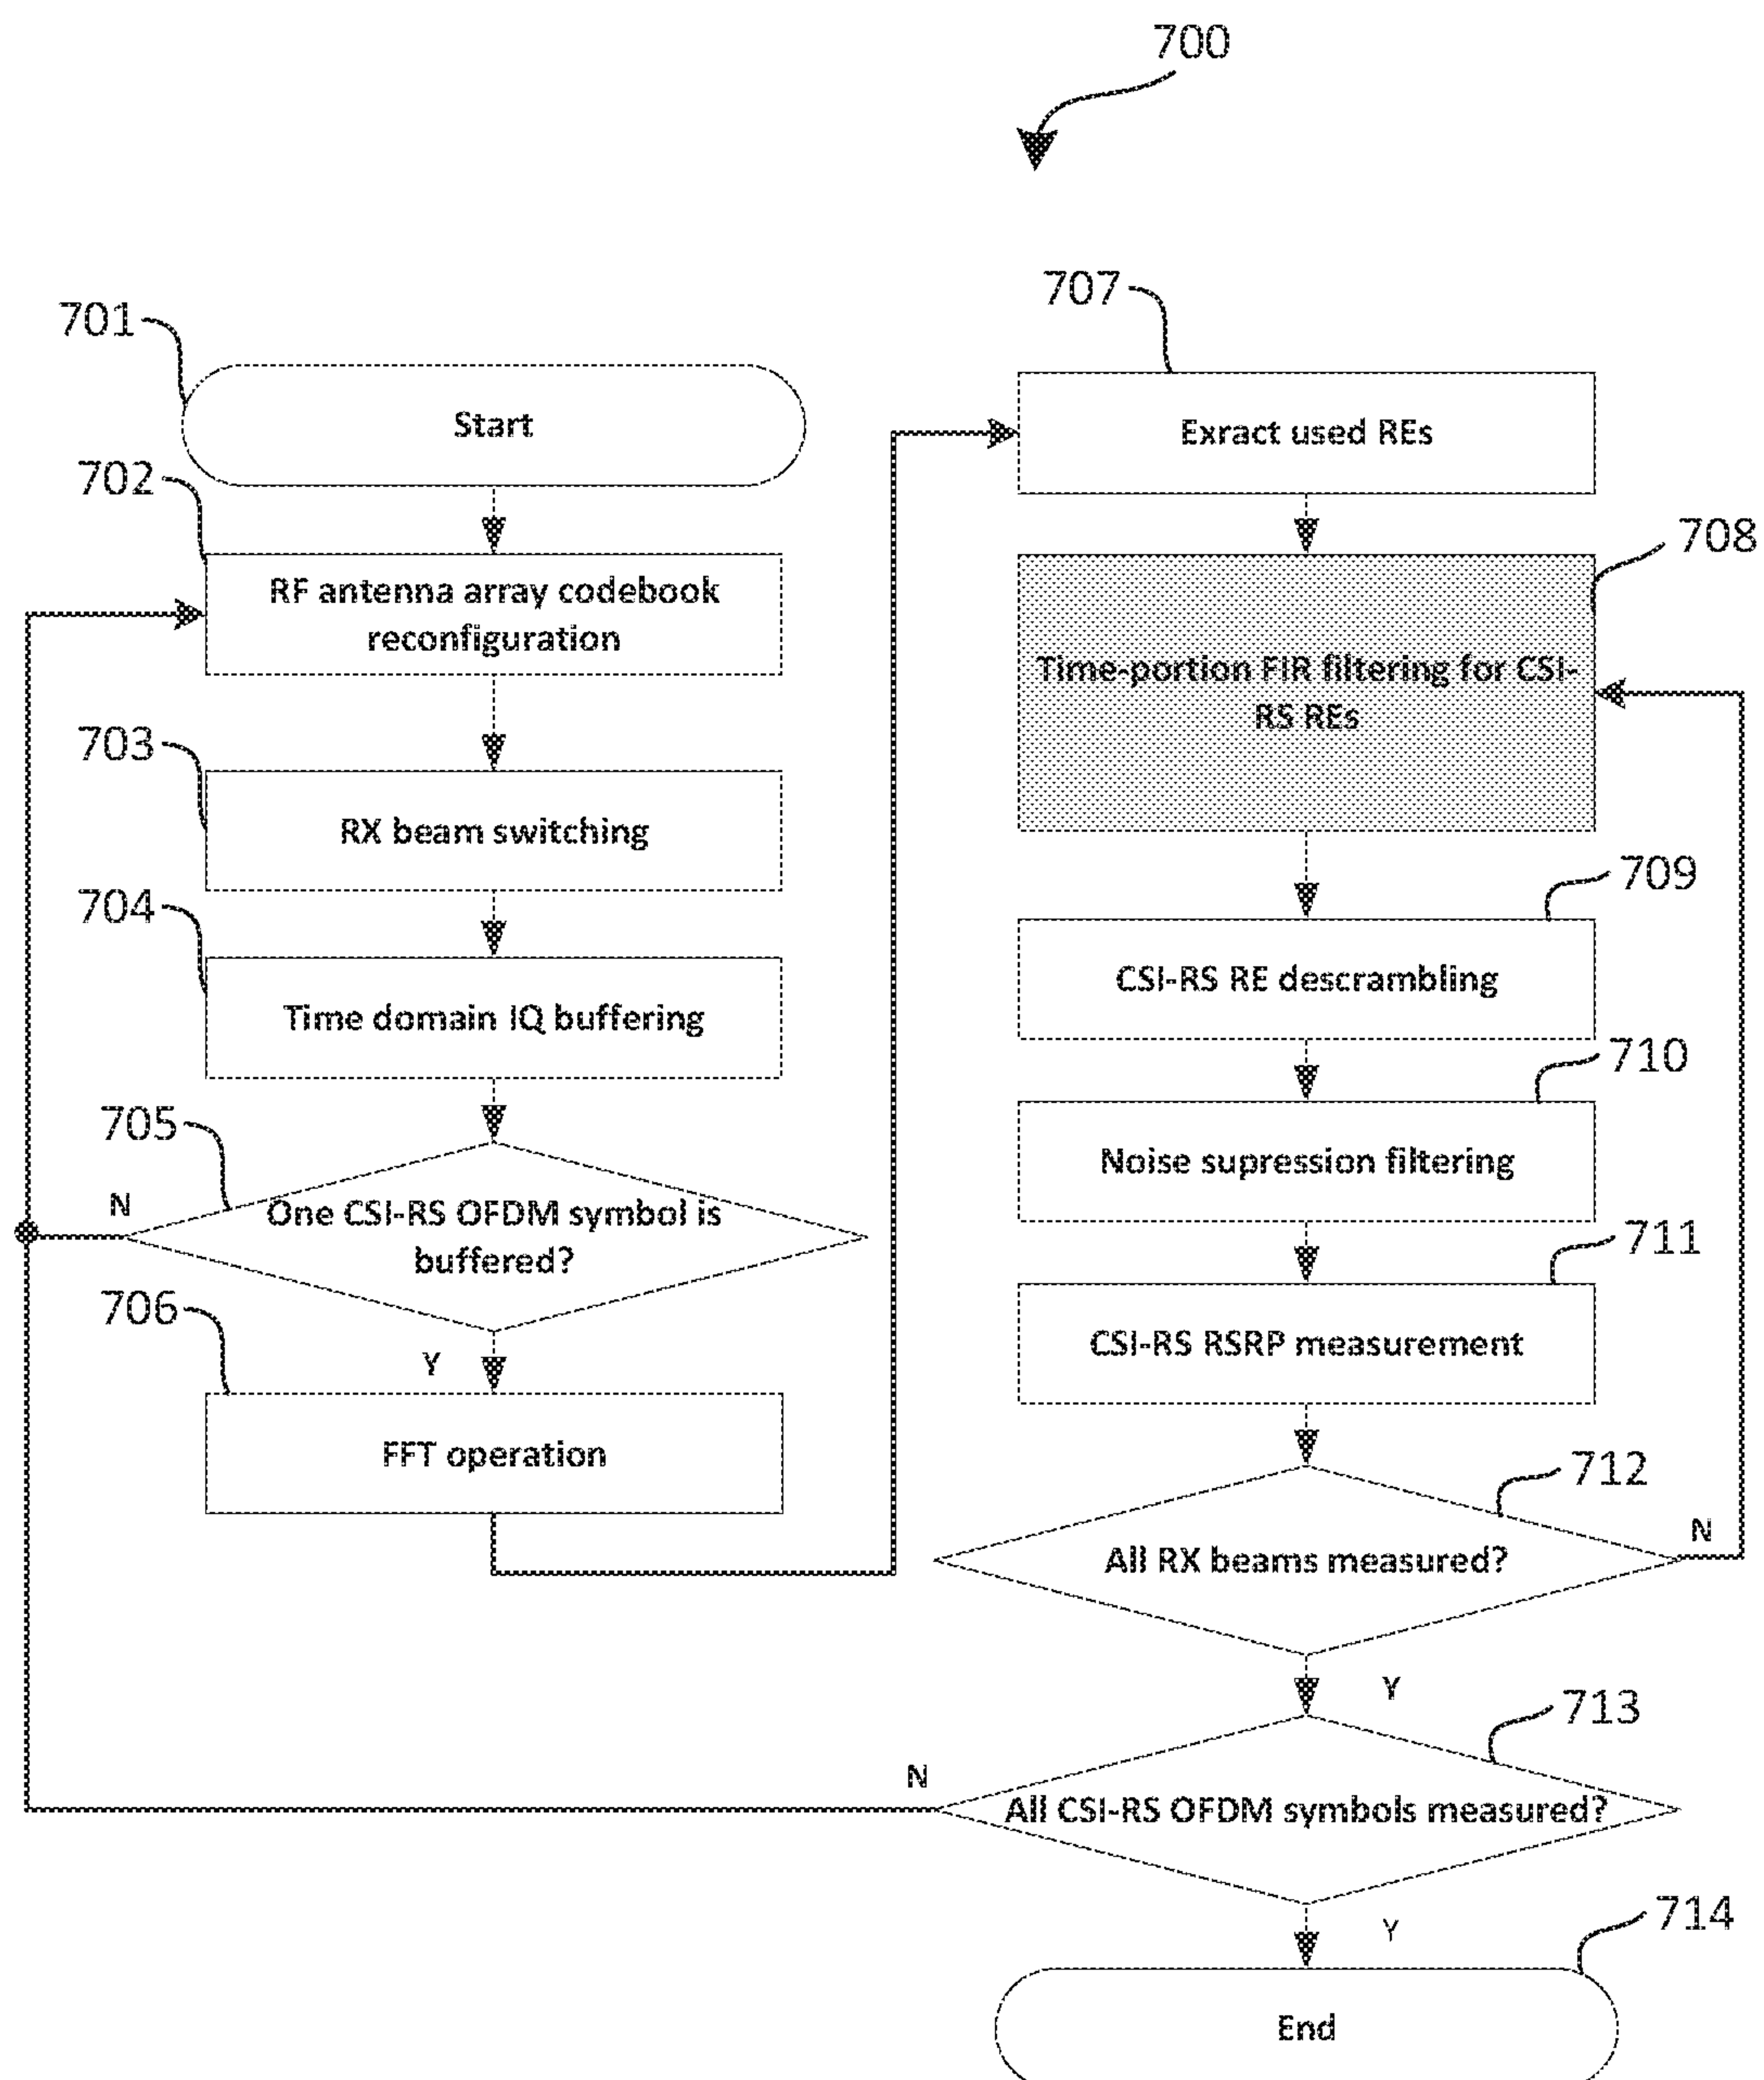 700
701
Start
702
RF antenna array codebook
reconfiguration
703
RX beam switching
704
Time domain IQ buffering
705
N
One CSI-RS OFDM symbol is
buffered?
706
Y
FFT operation
707
Exract used REs
708
Time-portion FIR filtering for CSI-
RS REs
709
CSI-RS RE descrambling
710
Noise supression filtering
711
CSI-RS RSRP measurement
712
N
All RX beams measured?
Y
713
N
All CSI-RS OFDM symbols measured?
Y
714
End